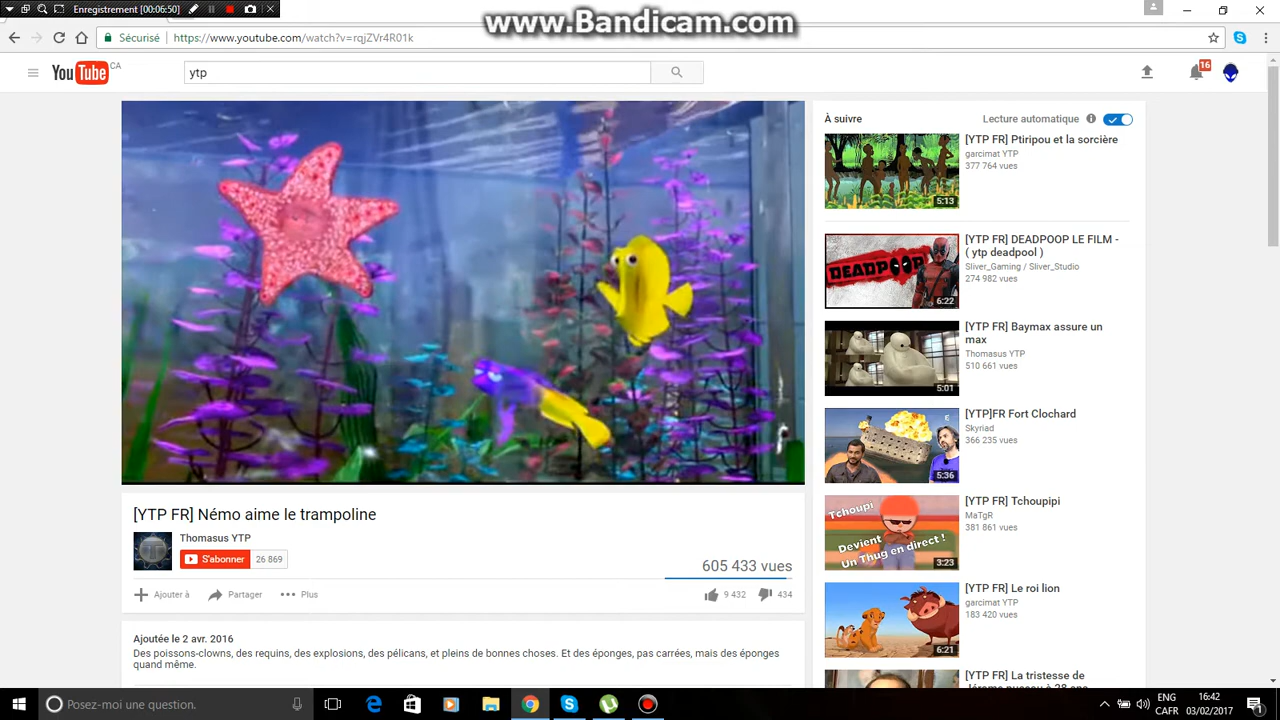 Enregistrement [00:06:50]
www.Bandicam.com
Sécurisé
https://www.youtube.com/watch?v=rqjZVr4R01k
YouTube CA
ytp
16
À suivre
Lecture automatique
[YTP FR] Ptiripou et la sorcière
garcimat YTP
377 764 vues
5:13
[YTP FR] DEADPOOP LE FILM -
( ytp deadpool )
Sliver_Gaming / Sliver_Studio
274 982 vues
DEADPOOL
6:22
[YTP FR] Baymax assure un
max
Thomasus YTP
510 661 vues
5:01
[YTP]FR Fort Clochard
Skyriad
366 235 vues
E
5:36
[YTP FR] Tchoupipi
MaTgR
381 861 vues
Tchoupi
Devient
Un Thug en direct !
3:23
[YTP FR] Le roi lion
garcimat YTP
183 420 vues
6:21
[YTP FR] La tristesse de
[YTP FR] Némo aime le trampoline
Thomasus YTP
S'abonner 26 869
605 433 vues
Ajouter à Partager Plus
9 432 434
Ajoutée le 2 avr. 2016
Des poissons-clowns, des requins, des explosions, des pélicans, et pleins de bonnes choses. Et des éponges, pas carrées, mais des éponges
quand même.
Posez-moi une question.
ENG
CAFR
16:42
03/02/2017
1